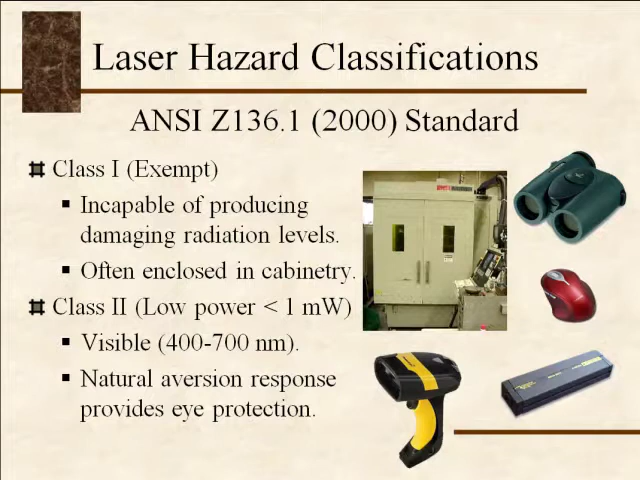 Laser Hazard Classifications
ANSI Z136.1 (2000) Standard
Class I (Exempt)
Incapable of producing
damaging radiation levels.
Often enclosed in cabinetry.
Class II (Low power < 1 mW)
Visible (400-700 nm).
Natural aversion response
provides eye protection.